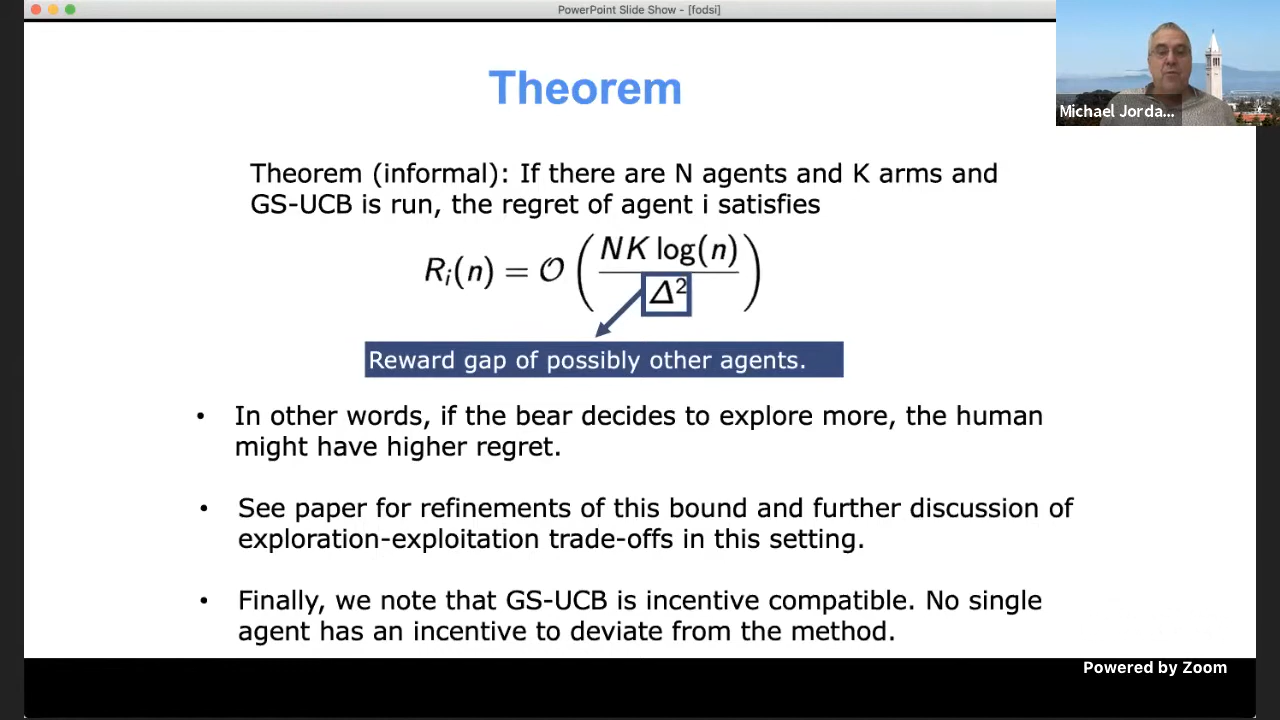 PowerPoint Slide Show - [fodsi]
Theorem
Michael Jorda...
Theorem (informal): If there are N agents and K arms and
GS-UCB is run, the regret of agent i satisfies
R_i(n) = 𝒪 ( NK log(n) / Δ² )
Reward gap of possibly other agents.
• In other words, if the bear decides to explore more, the human
might have higher regret.
• See paper for refinements of this bound and further discussion of
exploration-exploitation trade-offs in this setting.
• Finally, we note that GS-UCB is incentive compatible. No single
agent has an incentive to deviate from the method.
Powered by Zoom